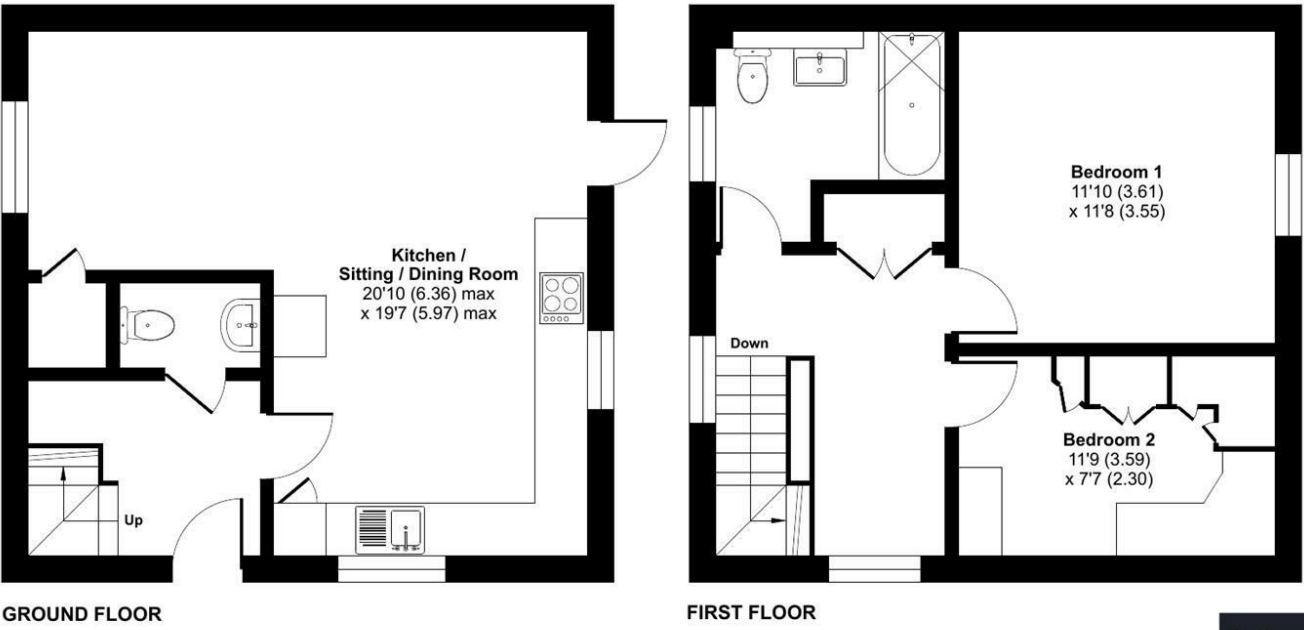 Kitchen /
Sitting / Dining Room
20'10 (6.36) max
x 19'7 (5.97) max
Up
GROUND FLOOR
Bedroom 1
11'10 (3.61)
x 11'8 (3.55)
Down
Bedroom 2
11'9 (3.59)
x 7'7 (2.30)
FIRST FLOOR